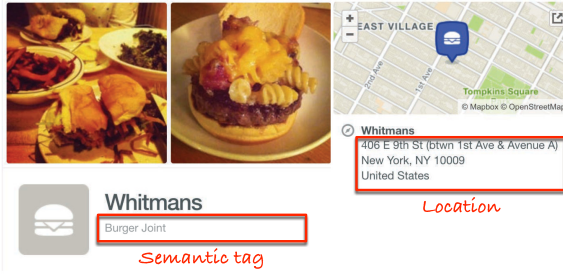 +
−
EAST VILLAGE
2nd Ave
1st Ave
Tompkins Square
© Mapbox © OpenStreetMap
Whitmans
406 E 9th St (btwn 1st Ave & Avenue A)
New York, NY 10009
United States
Location
Whitmans
Burger Joint
Semantic tag